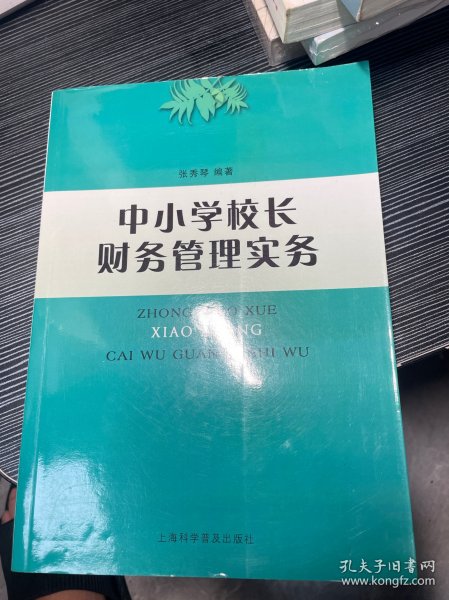 张秀琴 编著
中小学校长
财务管理实务
ZHONG XUE
XIAO
CAI WU GUAN WU
上海科学普及出版社
孔夫子旧书网
www.kongfz.com